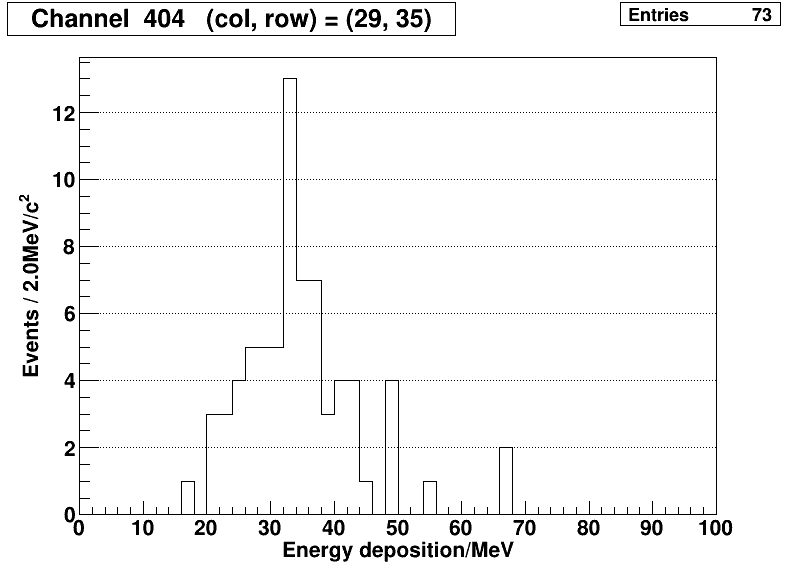 Channel 404 (col, row) = (29, 35)
Entries 73
Events / 2.0MeV/c²
12
10
8
6
4
2
0
0 10 20 30 40 50 60 70 80 90 100
Energy deposition/MeV